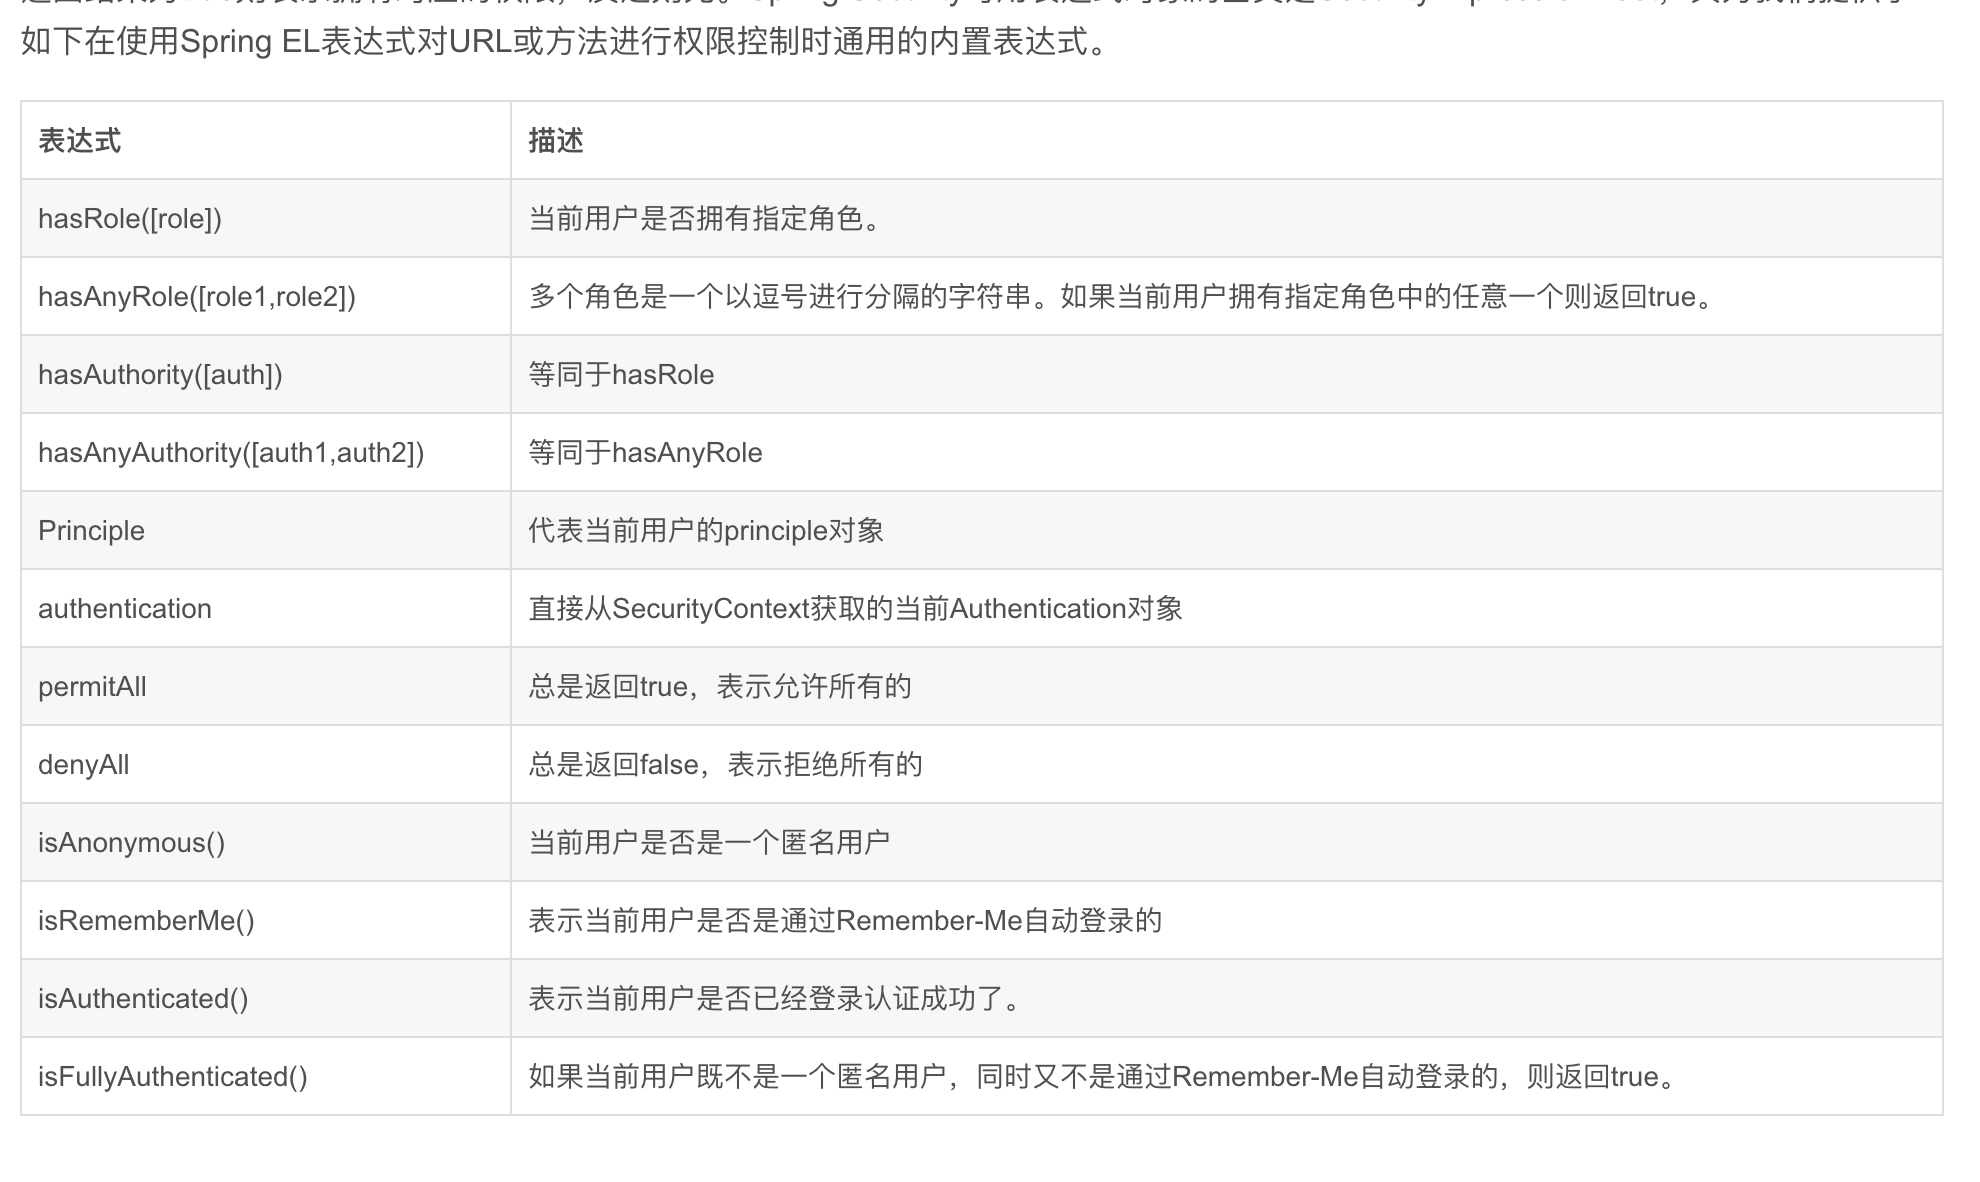 如下在使用Spring EL表达式对URL或方法进行权限控制时通用的内置表达式。
表达式 描述
hasRole([role]) 当前用户是否拥有指定角色。
hasAnyRole([role1,role2]) 多个角色是一个以逗号进行分隔的字符串。如果当前用户拥有指定角色中的任意一个则返回true。
hasAuthority([auth]) 等同于hasRole
hasAnyAuthority([auth1,auth2]) 等同于hasAnyRole
Principle 代表当前用户的principle对象
authentication 直接从SecurityContext获取的当前Authentication对象
permitAll 总是返回true，表示允许所有的
denyAll 总是返回false，表示拒绝所有的
isAnonymous() 当前用户是否是一个匿名用户
isRememberMe() 表示当前用户是否是通过Remember-Me自动登录的
isAuthenticated() 表示当前用户是否已经登录认证成功了。
isFullyAuthenticated() 如果当前用户既不是一个匿名用户，同时又不是通过Remember-Me自动登录的，则返回true。